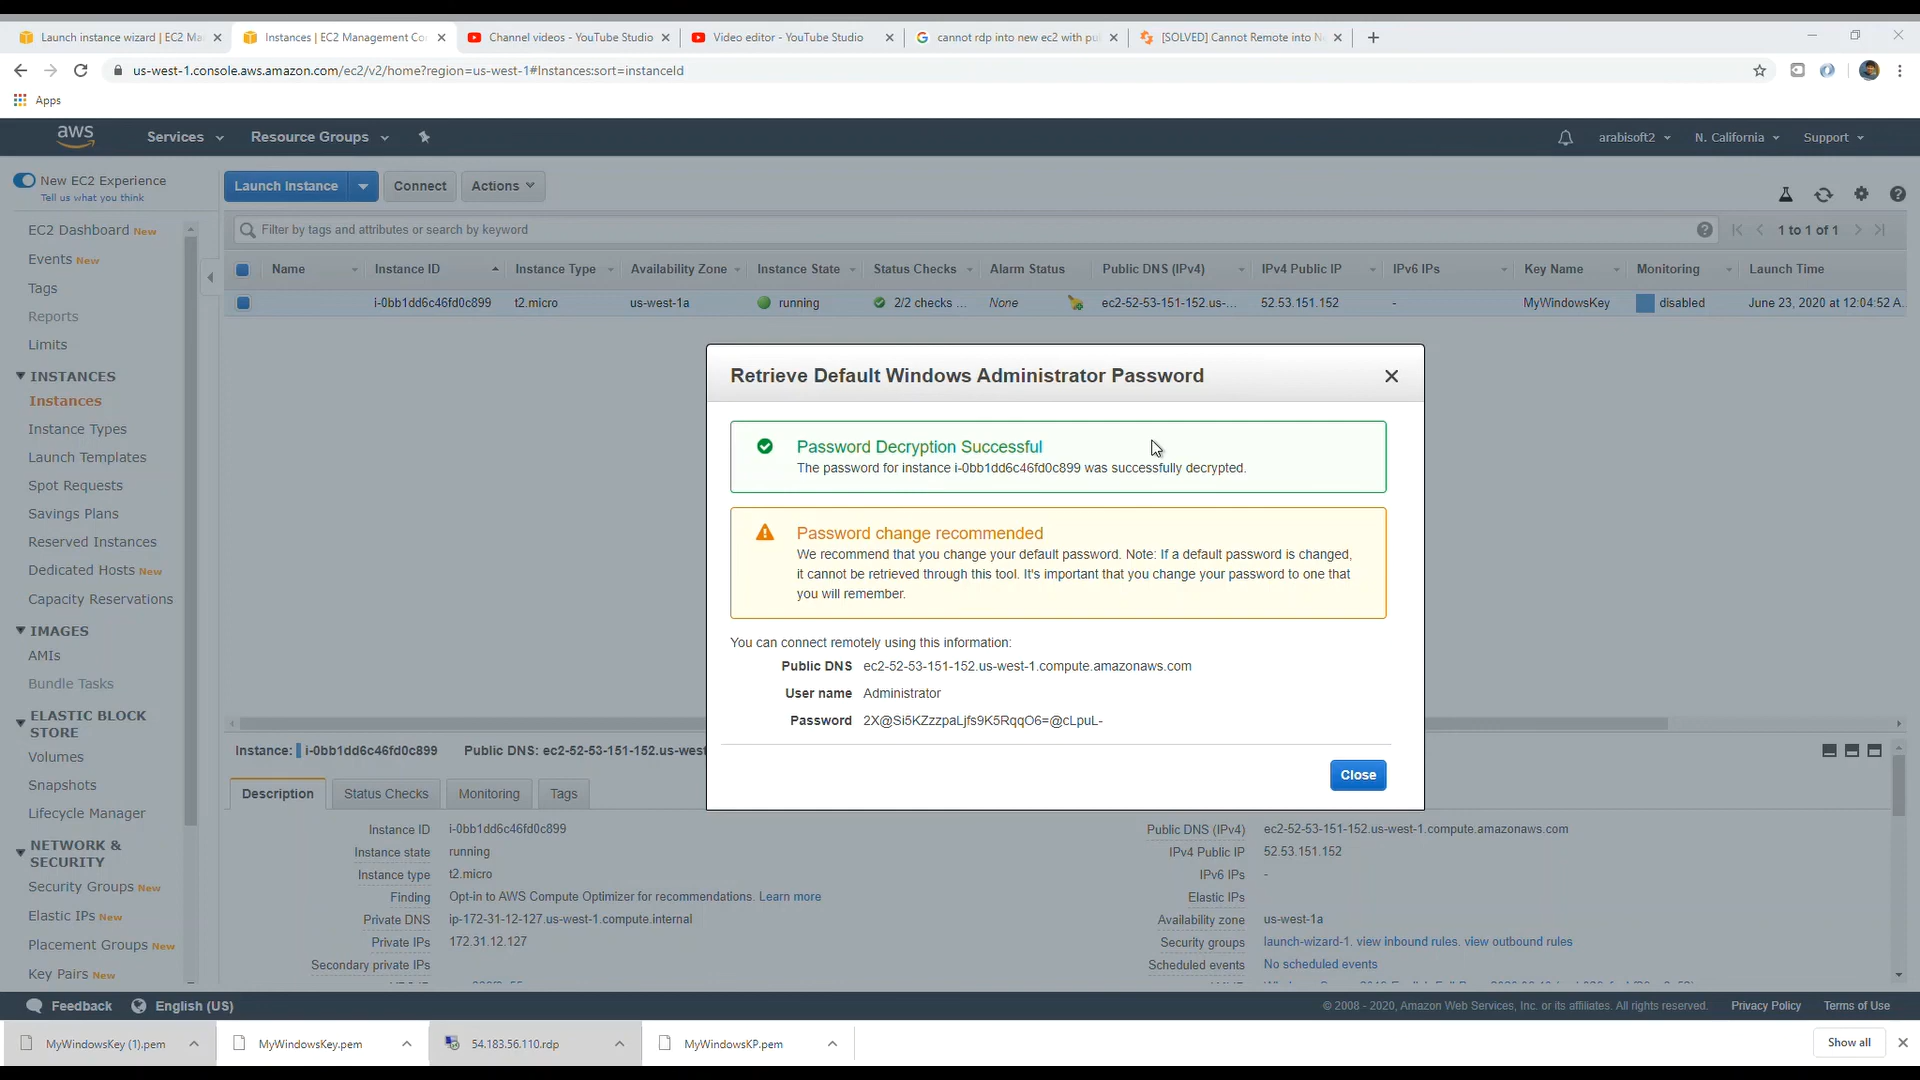 Launch instance wizard | EC2 Ma
Instances | EC2 Management Co
Channel videos - YouTube Studio
Video editor - YouTube Studio
cannot rdp into new ec2 with pu
[SOLVED] Cannot Remote into N
us-west-1.console.aws.amazon.com/ec2/v2/home?region=us-west-1#Instances:sort=instanceId
Apps
aws
Services
Resource Groups
arabisoft2
N. California
Support
New EC2 Experience
Tell us what you think
Launch Instance
Connect
Actions
EC2 Dashboard New
Events New
Tags
Reports
Limits
INSTANCES
Instances
Instance Types
Launch Templates
Spot Requests
Savings Plans
Reserved Instances
Dedicated Hosts New
Capacity Reservations
IMAGES
AMIs
Bundle Tasks
ELASTIC BLOCK
STORE
Volumes
Snapshots
Lifecycle Manager
NETWORK &
SECURITY
Security Groups New
Elastic IPs New
Placement Groups New
Key Pairs New
Filter by tags and attributes or search by keyword
1 to 1 of 1
Name Instance ID Instance Type Availability Zone Instance State Status Checks Alarm Status Public DNS (IPv4) IPv4 Public IP IPv6 IPs Key Name Monitoring Launch Time
i-0bb1dd6c46fd0c899 t2.micro us-west-1a running 2/2 checks ... None ec2-52-53-151-152.us-... 52.53.151.152 - MyWindowsKey disabled June 23, 2020 at 12:04:52 A...
Retrieve Default Windows Administrator Password
Password Decryption Successful
The password for instance i-0bb1dd6c46fd0c899 was successfully decrypted.
Password change recommended
We recommend that you change your default password. Note: If a default password is changed,
it cannot be retrieved through this tool. It's important that you change your password to one that
you will remember.
You can connect remotely using this information:
Public DNS ec2-52-53-151-152.us-west-1.compute.amazonaws.com
User name Administrator
Password 2X@Si5KZzzpaLjfs9K5RqqO6=@cLpuL-
Close
Instance: i-0bb1dd6c46fd0c899 Public DNS: ec2-52-53-151-152.us-west
Description
Status Checks
Monitoring
Tags
Instance ID i-0bb1dd6c46fd0c899
Instance state running
Instance type t2.micro
Finding Opt-in to AWS Compute Optimizer for recommendations. Learn more
Private DNS ip-172-31-12-127.us-west-1.compute.internal
Private IPs 172.31.12.127
Secondary private IPs
Public DNS (IPv4) ec2-52-53-151-152.us-west-1.compute.amazonaws.com
IPv4 Public IP 52.53.151.152
IPv6 IPs -
Elastic IPs
Availability zone us-west-1a
Security groups launch-wizard-1. view inbound rules. view outbound rules
Scheduled events No scheduled events
Feedback
English (US)
© 2008 - 2020, Amazon Web Services, Inc. or its affiliates. All rights reserved.
Privacy Policy
Terms of Use
MyWindowsKey (1).pem
MyWindowsKey.pem
54.183.56.110.rdp
MyWindowsKP.pem
Show all